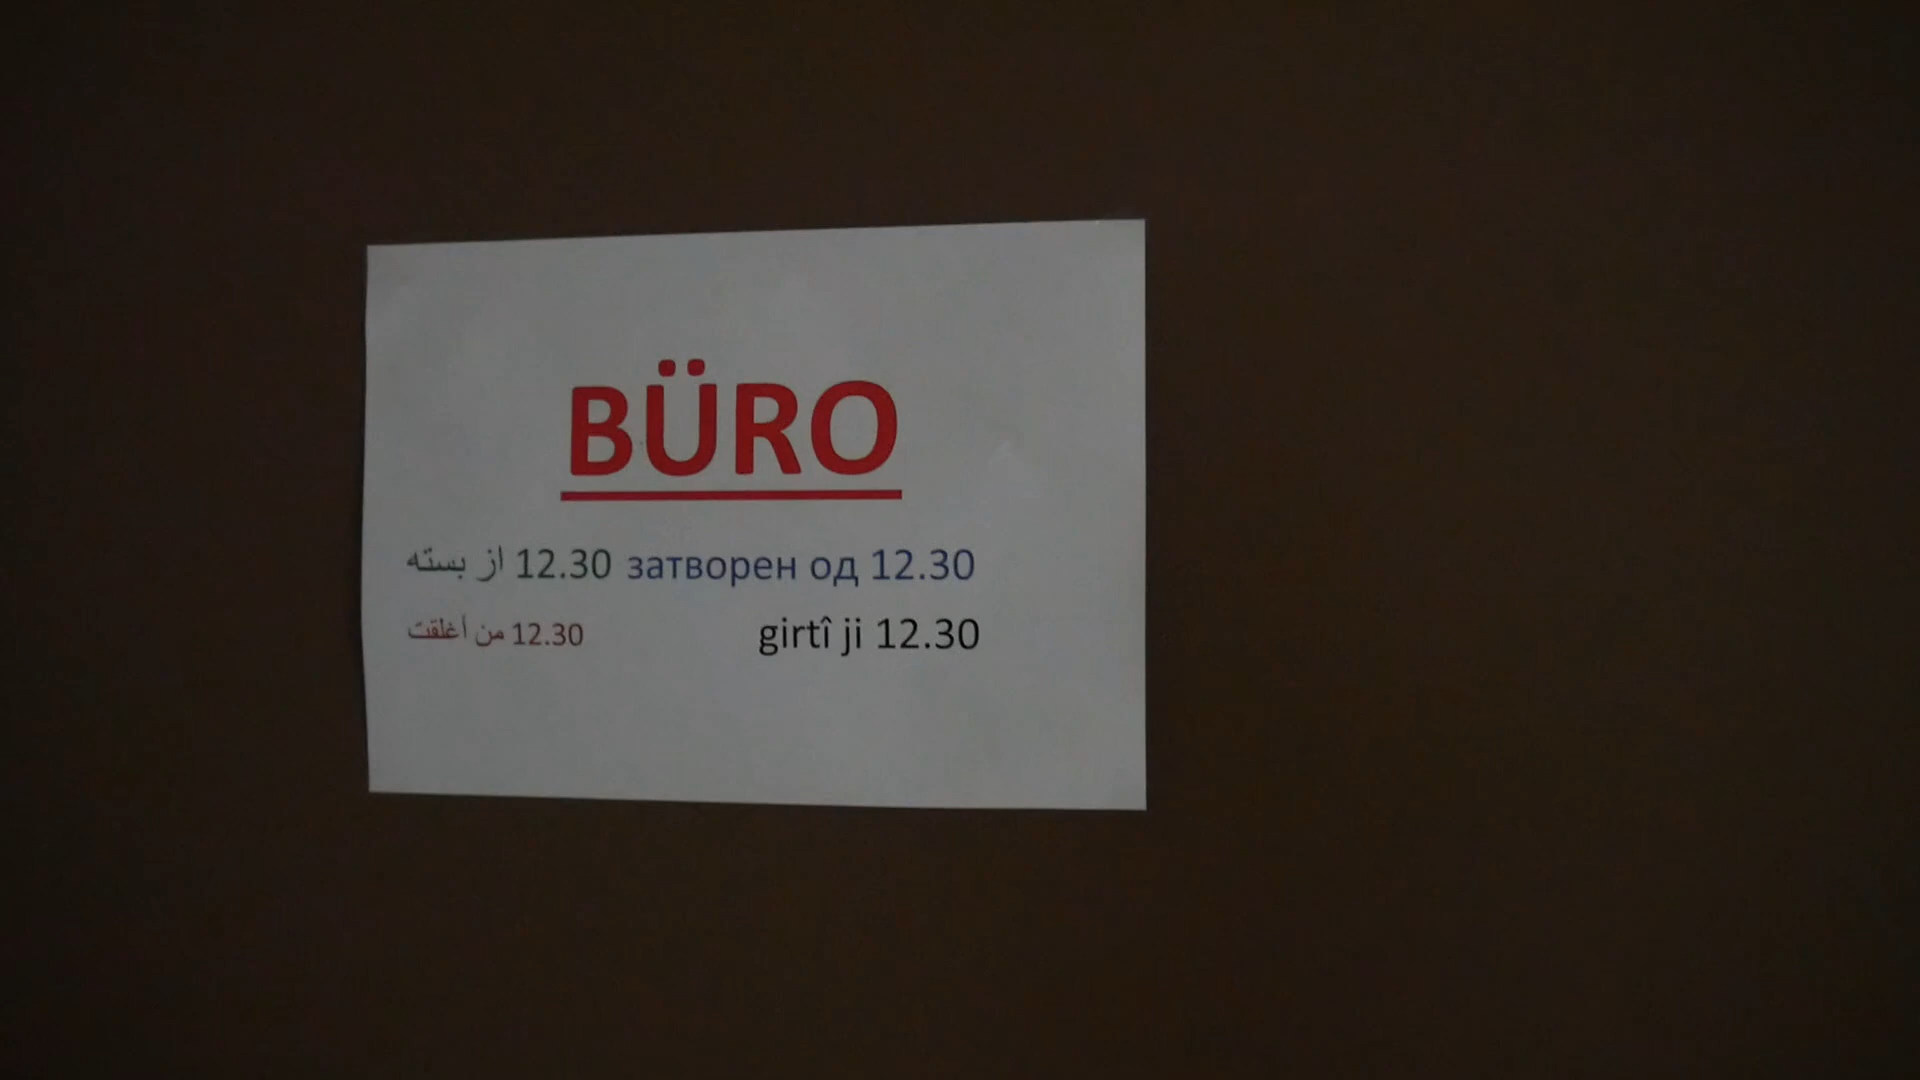 BÜRO
بسته از 12.30 затворен од 12.30
أغلقت من 12.30 girtî ji 12.30